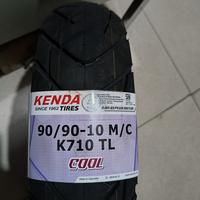 KENDA
SINCE 1962 TIRES
90/90-10 M/C
K710 TL
COOL